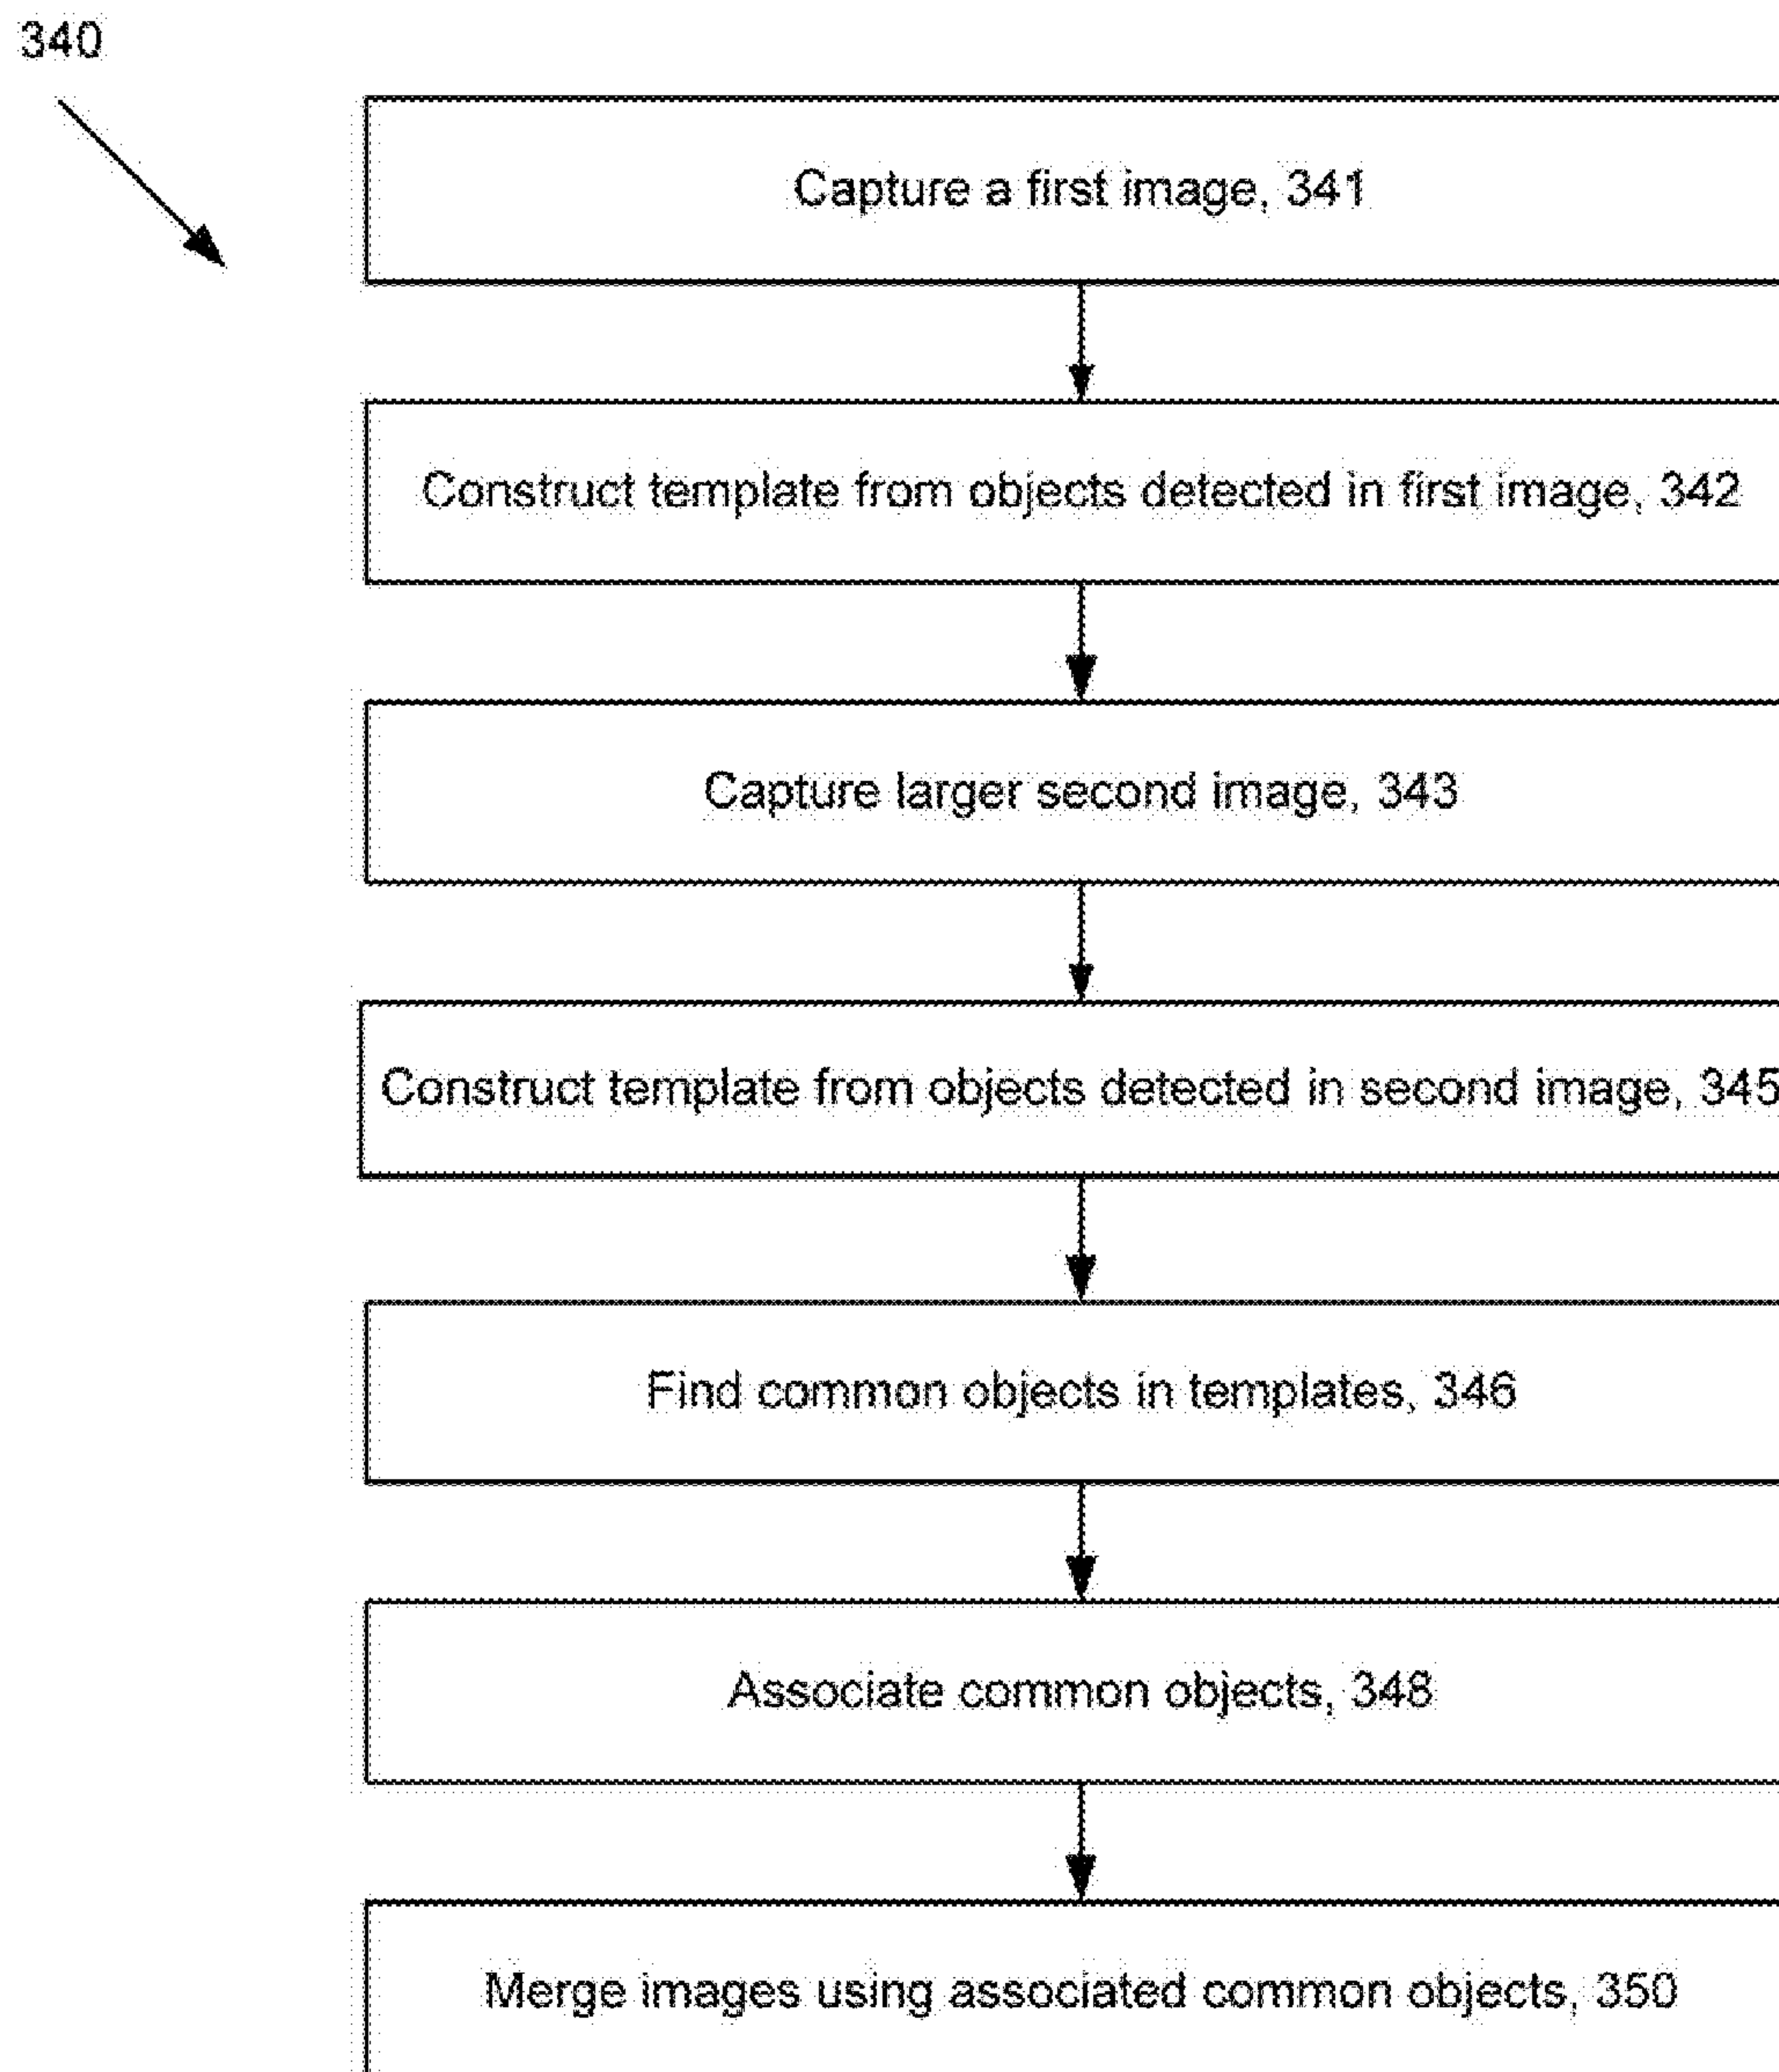 340
Capture a first image, 341
Construct template from objects detected in first image, 342
Capture larger second image, 343
Construct template from objects detected in second image, 345
Find common objects in templates, 346
Associate common objects, 348
Merge images using associated common objects, 350